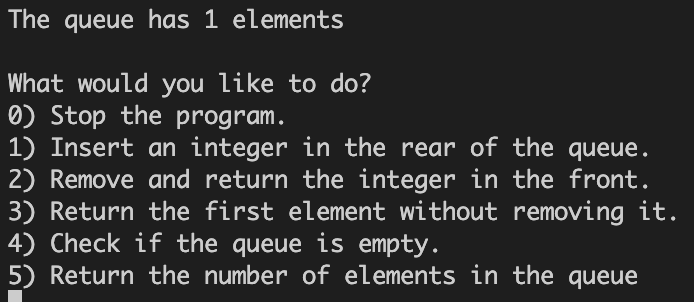 The queue has 1 elements
What would you like to do?
0) Stop the program.
1) Insert an integer in the rear of the queue.
2) Remove and return the integer in the front.
3) Return the first element without removing it.
4) Check if the queue is empty.
5) Return the number of elements in the queue